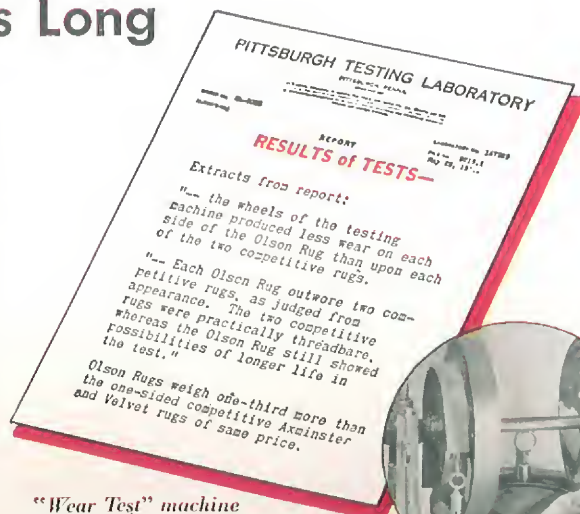 s Long
PITTSBURGH TESTING LABORATORY
PITTSBURGH, PENNA.
REPORT
RESULTS of TESTS—
Extracts from report:
"-- the wheels of the testing
machine produced less wear on each
side of the Olson Rug than upon each
of the two competitive rugs.
"-- Each Olson Rug outwore two com-
petitive rugs, as judged from
appearance. The two competitive
rugs were practically threadbare,
whereas the Olson Rug still showed
possibilities of longer life in
the test."
Olson Rugs weigh one-third more than
the one-sided competitive Axminster
and Velvet rugs of same price.
"Wear Test" machine